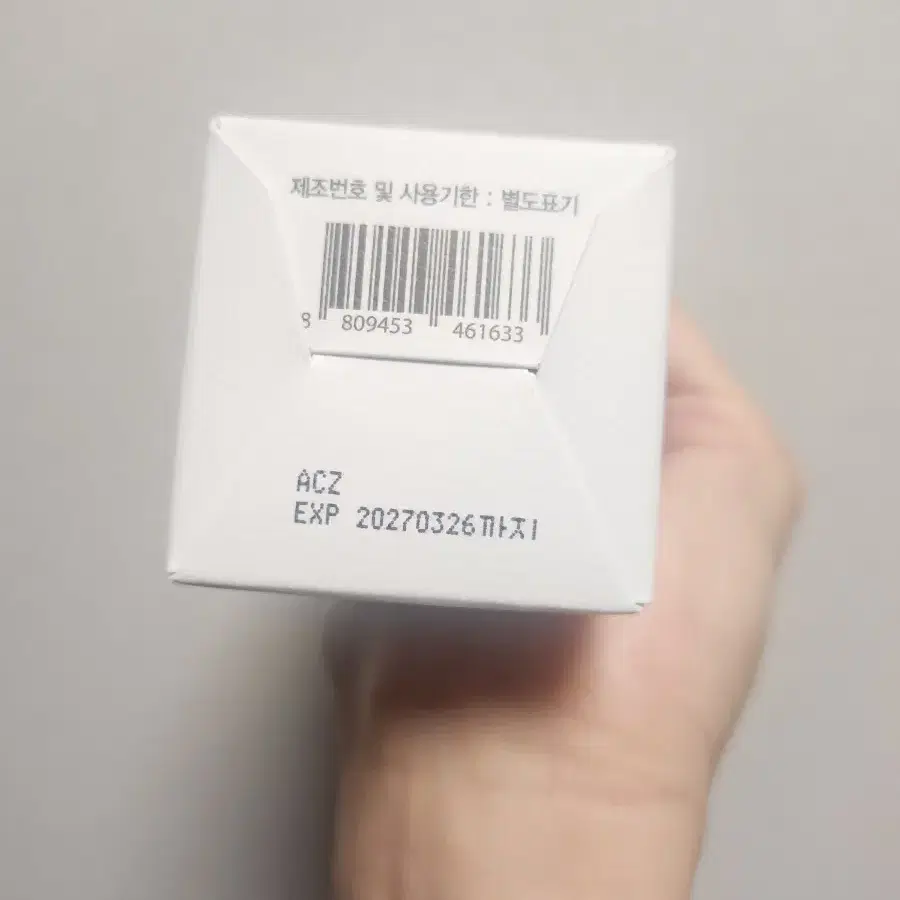 제조번호 및 사용기한 : 별도표기
8 809453 461633
ACZ
EXP 20270326까지